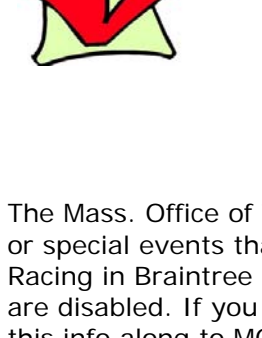 The Mass. Office of
or special events tha
Racing in Braintree
are disabled. If you
this info along to MO